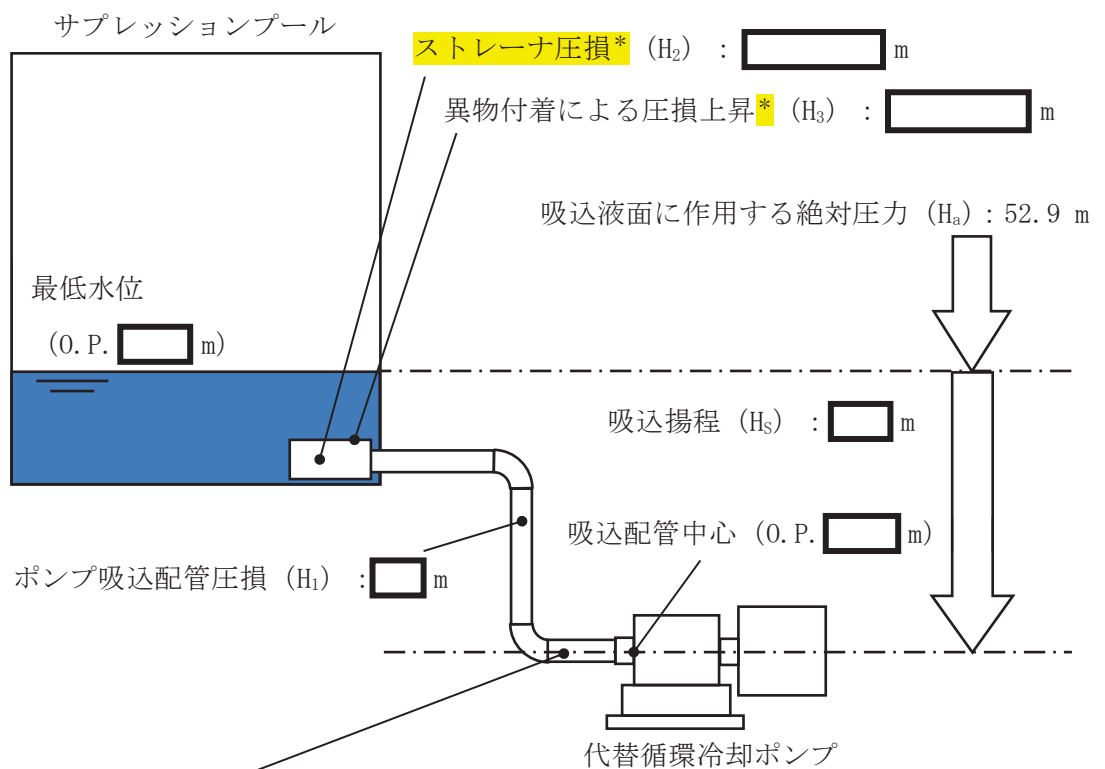 サプレッションプール
ストレーナ圧損* (H₂) : m
異物付着による圧損上昇* (H₃) : m
吸込液面に作用する絶対圧力 (Hₐ) : 52.9 m
最低水位
(O.P. m)
吸込揚程 (Hₛ) : m
吸込配管中心 (O.P. m)
ポンプ吸込配管圧損 (H₁) : m
代替循環冷却ポンプ